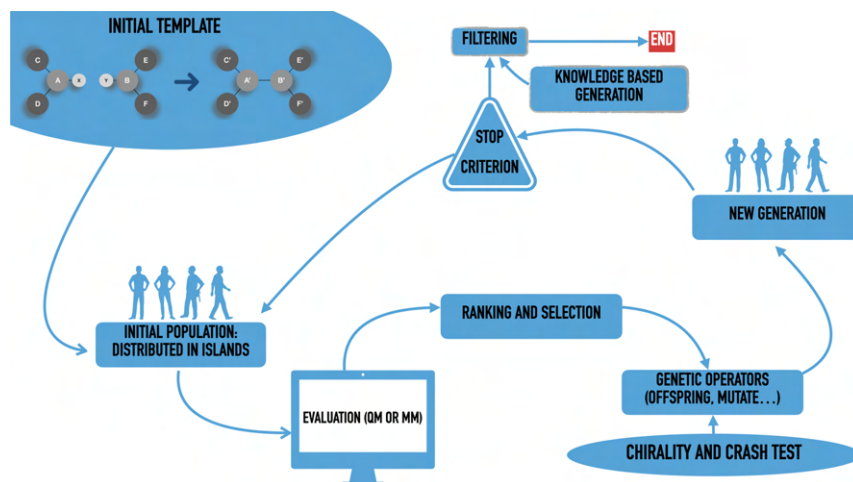 INITIAL TEMPLATE
C
E
A
X
Y
B
D
F
C'
E'
A'
B'
D'
F'
FILTERING
END
KNOWLEDGE BASED
GENERATION
STOP
CRITERION
NEW GENERATION
INITIAL POPULATION:
DISTRIBUTED IN ISLANDS
RANKING AND SELECTION
EVALUATION (QM OR MM)
GENETIC OPERATORS
(OFFSPRING, MUTATE...)
CHIRALITY AND CRASH TEST